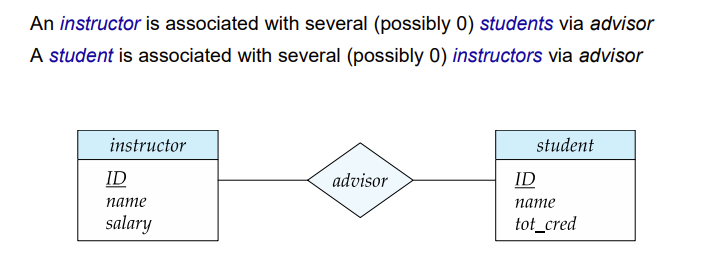 An instructor is associated with several (possibly 0) students via advisor
A student is associated with several (possibly 0) instructors via advisor
instructor
ID
name
salary
advisor
student
ID
name
tot_cred